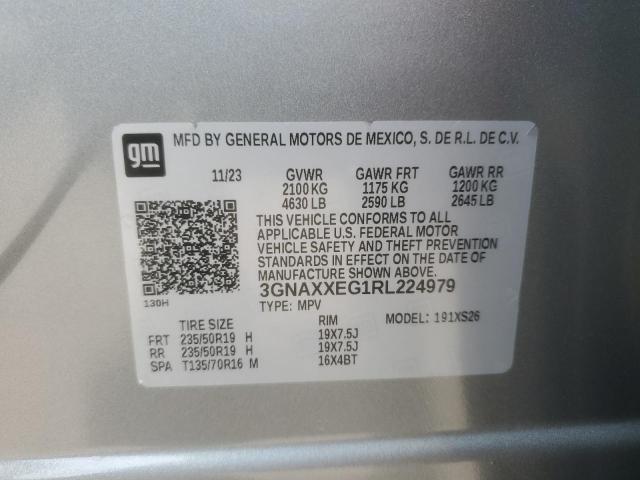 gm
MFD BY GENERAL MOTORS DE MEXICO, S. DE R.L. DE C.V.
11/23 GVWR GAWR FRT GAWR RR
2100 KG 1175 KG 1200 KG
4630 LB 2590 LB 2645 LB
THIS VEHICLE CONFORMS TO ALL
APPLICABLE U.S. FEDERAL MOTOR
VEHICLE SAFETY AND THEFT PREVENTION
STANDARDS IN EFFECT ON THE DATE OF
MANUFACTURE SHOWN ABOVE.
3GNAXXEG1RL224979
130H
TYPE: MPV
MODEL: 191XS26
TIRE SIZE RIM
FRT 235/50R19 H 19X7.5J
RR 235/50R19 H 19X7.5J
SPA T135/70R16 M 16X4BT